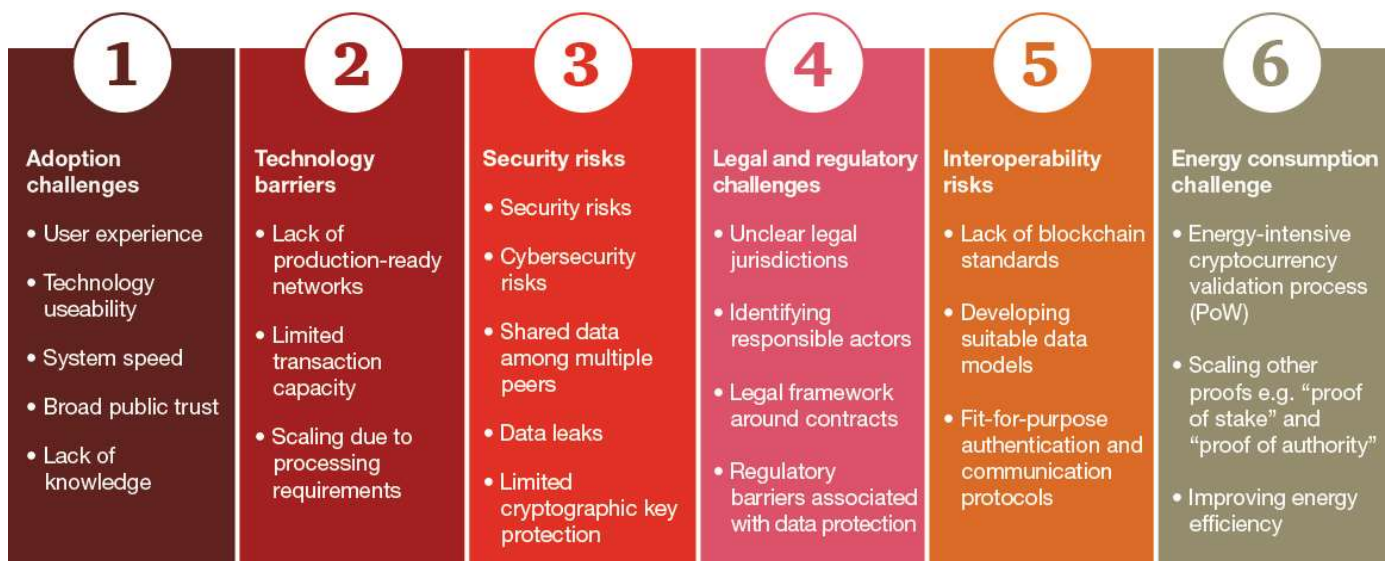 1
Adoption
challenges
• User experience
• Technology
useability
• System speed
• Broad public trust
• Lack of
knowledge
2
Technology
barriers
• Lack of
production-ready
networks
• Limited
transaction
capacity
• Scaling due to
processing
requirements
3
Security risks
• Security risks
• Cybersecurity
risks
• Shared data
among multiple
peers
• Data leaks
• Limited
cryptographic key
protection
4
Legal and regulatory
challenges
• Unclear legal
jurisdictions
• Identifying
responsible actors
• Legal framework
around contracts
• Regulatory
barriers associated
with data protection
5
Interoperability
risks
• Lack of blockchain
standards
• Developing
suitable data
models
• Fit-for-purpose
authentication and
communication
protocols
6
Energy consumption
challenge
• Energy-intensive
cryptocurrency
validation process
(PoW)
• Scaling other
proofs e.g. “proof
of stake” and
“proof of authority”
• Improving energy
efficiency